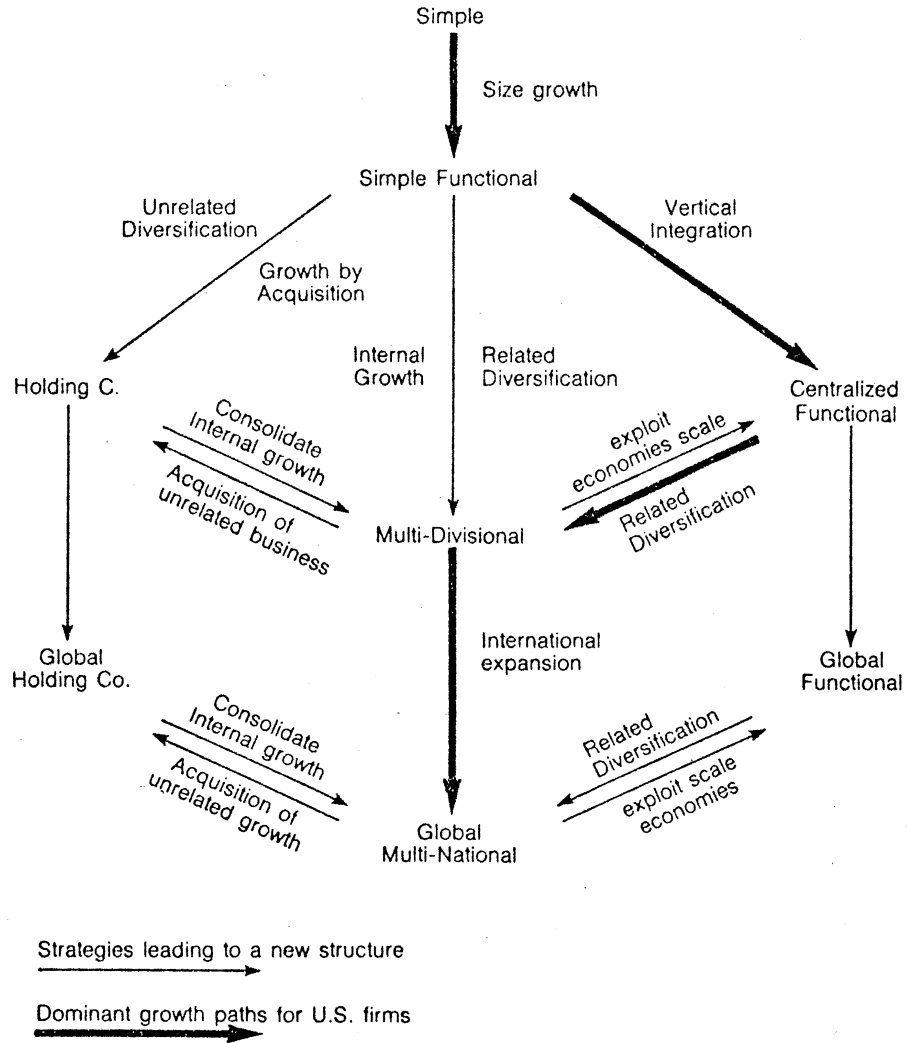 Simple
Size growth
Simple Functional
Unrelated
Diversification
Vertical
Integration
Growth by
Acquisition
Internal
Growth
Related
Diversification
Holding C.
Centralized
Functional
Consolidate
Internal growth
Acquisition of
unrelated business
exploit
economies scale
Related
Diversification
Multi-Divisional
International
expansion
Global
Holding Co.
Global
Functional
Consolidate
Internal growth
Acquisition of
unrelated growth
Related
Diversification
exploit scale
economies
Global
Multi-National
Strategies leading to a new structure
Dominant growth paths for U.S. firms